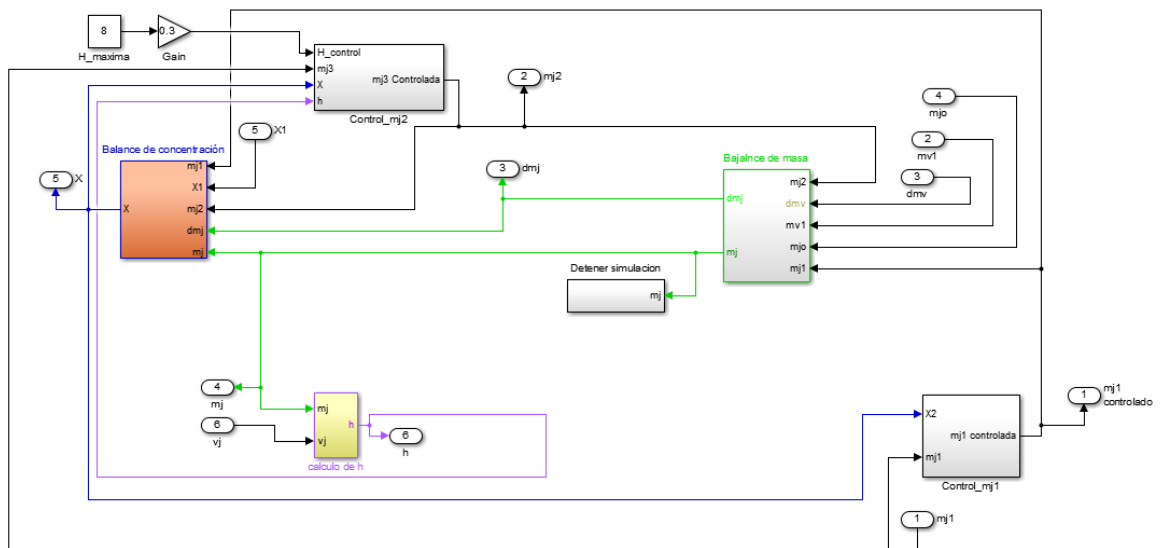 8
H_maxima
0.3
Gain
H_control
mj3
X
h
mj3 Controlada
Control_mj2
2
mj2
4
mjo
2
mv1
3
dmv
5
X1
Balance de concentración
5
X
X
mj1
X1
mj2
dmj
mj
3
dmj
Bajalnce de masa
dmj
mj
mj2
dmv
mv1
mjo
mj1
Detener simulacion
mj
4
mj
6
vj
mj
vj
h
calculo de h
6
h
X2
mj1
mj1 controlada
Control_mj1
1
mj1
controlado
1
mj1